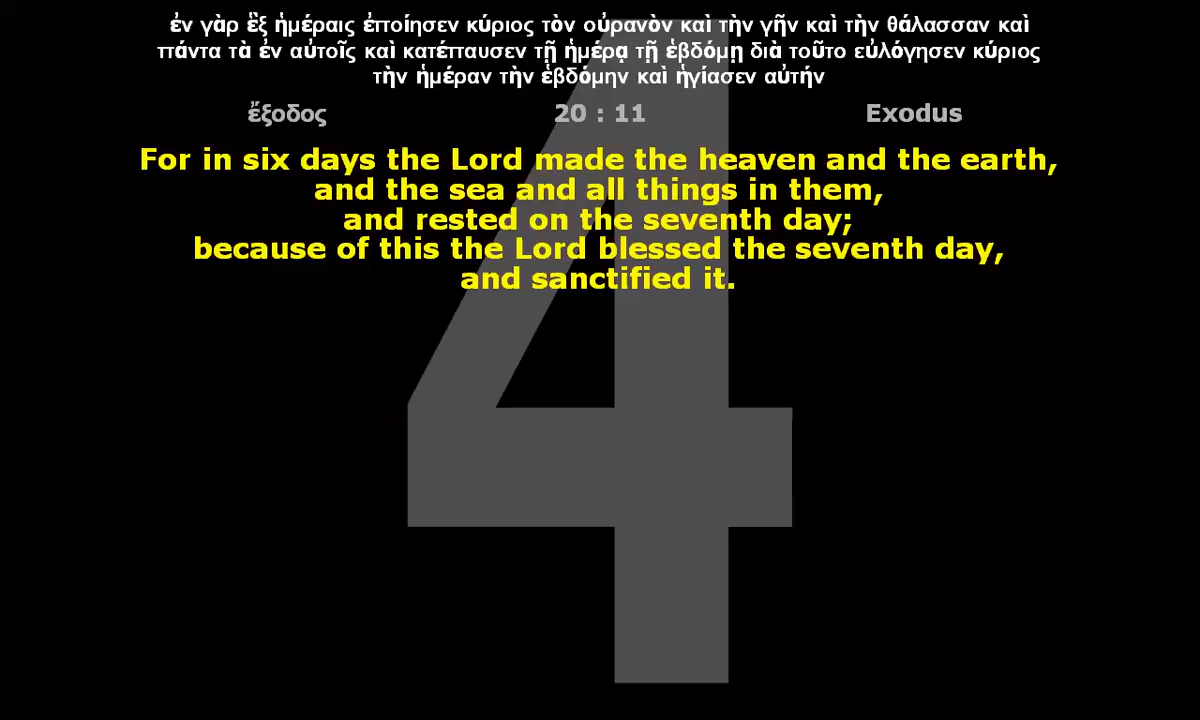 ἐν γὰρ ἓξ ἡμέραις ἐποίησεν κύριος τὸν οὐρανὸν καὶ τὴν γῆν καὶ τὴν θάλασσαν καὶ
πάντα τὰ ἐν αὐτοῖς καὶ κατέπαυσεν τῇ ἡμέρᾳ τῇ ἑβδόμῃ διὰ τοῦτο εὐλόγησεν κύριος
τὴν ἡμέραν τὴν ἑβδόμην καὶ ἡγίασεν αὐτήν
ἔξοδος 20 : 11 Exodus
For in six days the Lord made the heaven and the earth,
and the sea and all things in them,
and rested on the seventh day;
because of this the Lord blessed the seventh day,
and sanctified it.
4